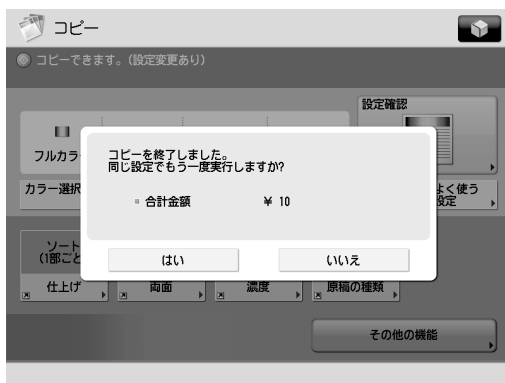 コピー
コピーできます。(設定変更あり)
設定確認
フルカラ
コピーを終了しました。
同じ設定でもう一度実行しますか?
合計金額 ¥ 10
カラー選択
よく使う
設定
はい
いいえ
ソート
(1部ごと
仕上げ
両面
濃度
原稿の種類
その他の機能